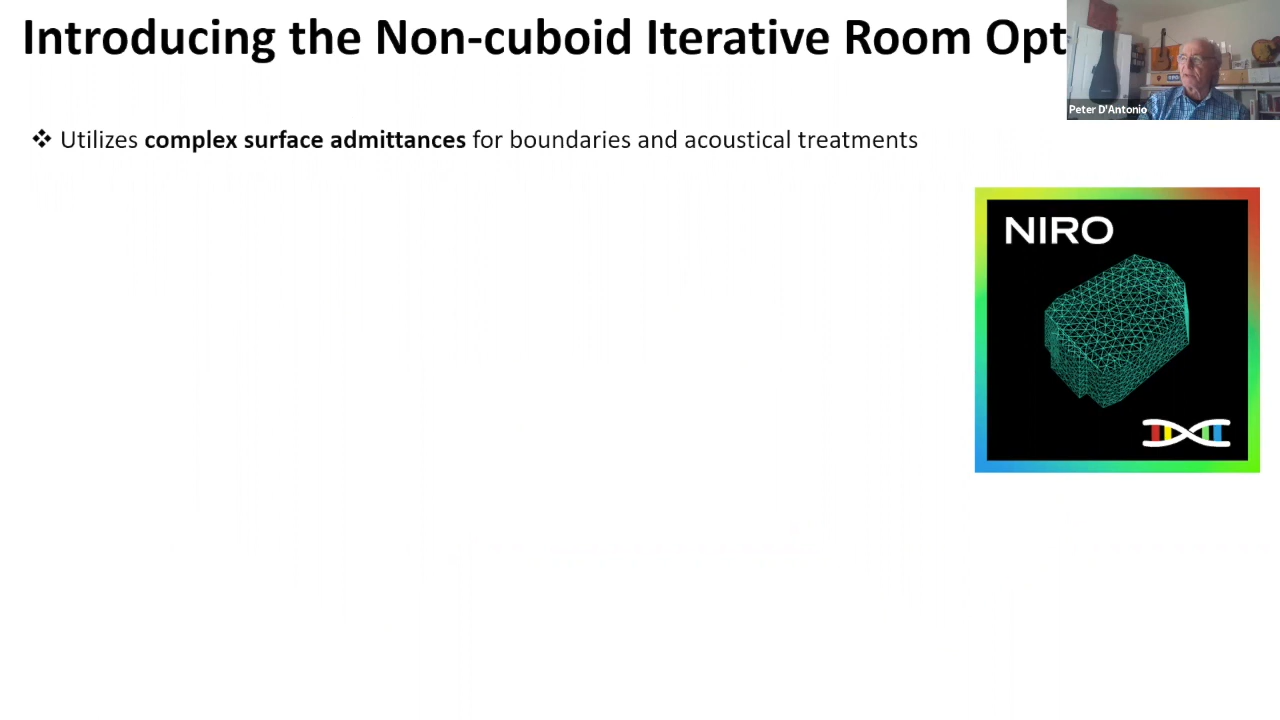 Introducing the Non-cuboid Iterative Room Opt
Peter D'Antonio
❖ Utilizes complex surface admittances for boundaries and acoustical treatments
NIRO